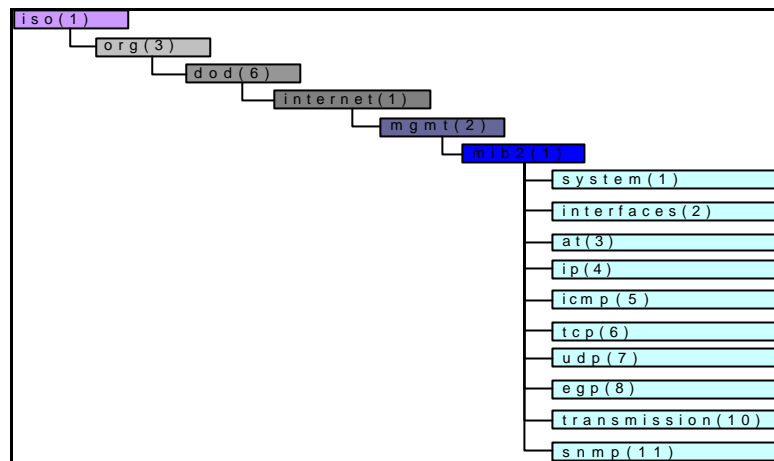 iso(1)
org(3)
dod(6)
internet(1)
mgmt(2)
mib2(1)
system(1)
interfaces(2)
at(3)
ip(4)
icmp(5)
tcp(6)
udp(7)
egp(8)
transmission(10)
snmp(11)